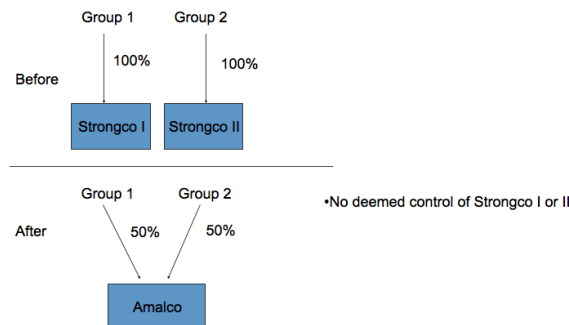 Group 1 Group 2
100% 100%
Before
Strongco I Strongco II
Group 1 Group 2
•No deemed control of Strongco I or II
After 50% 50%
Amalco